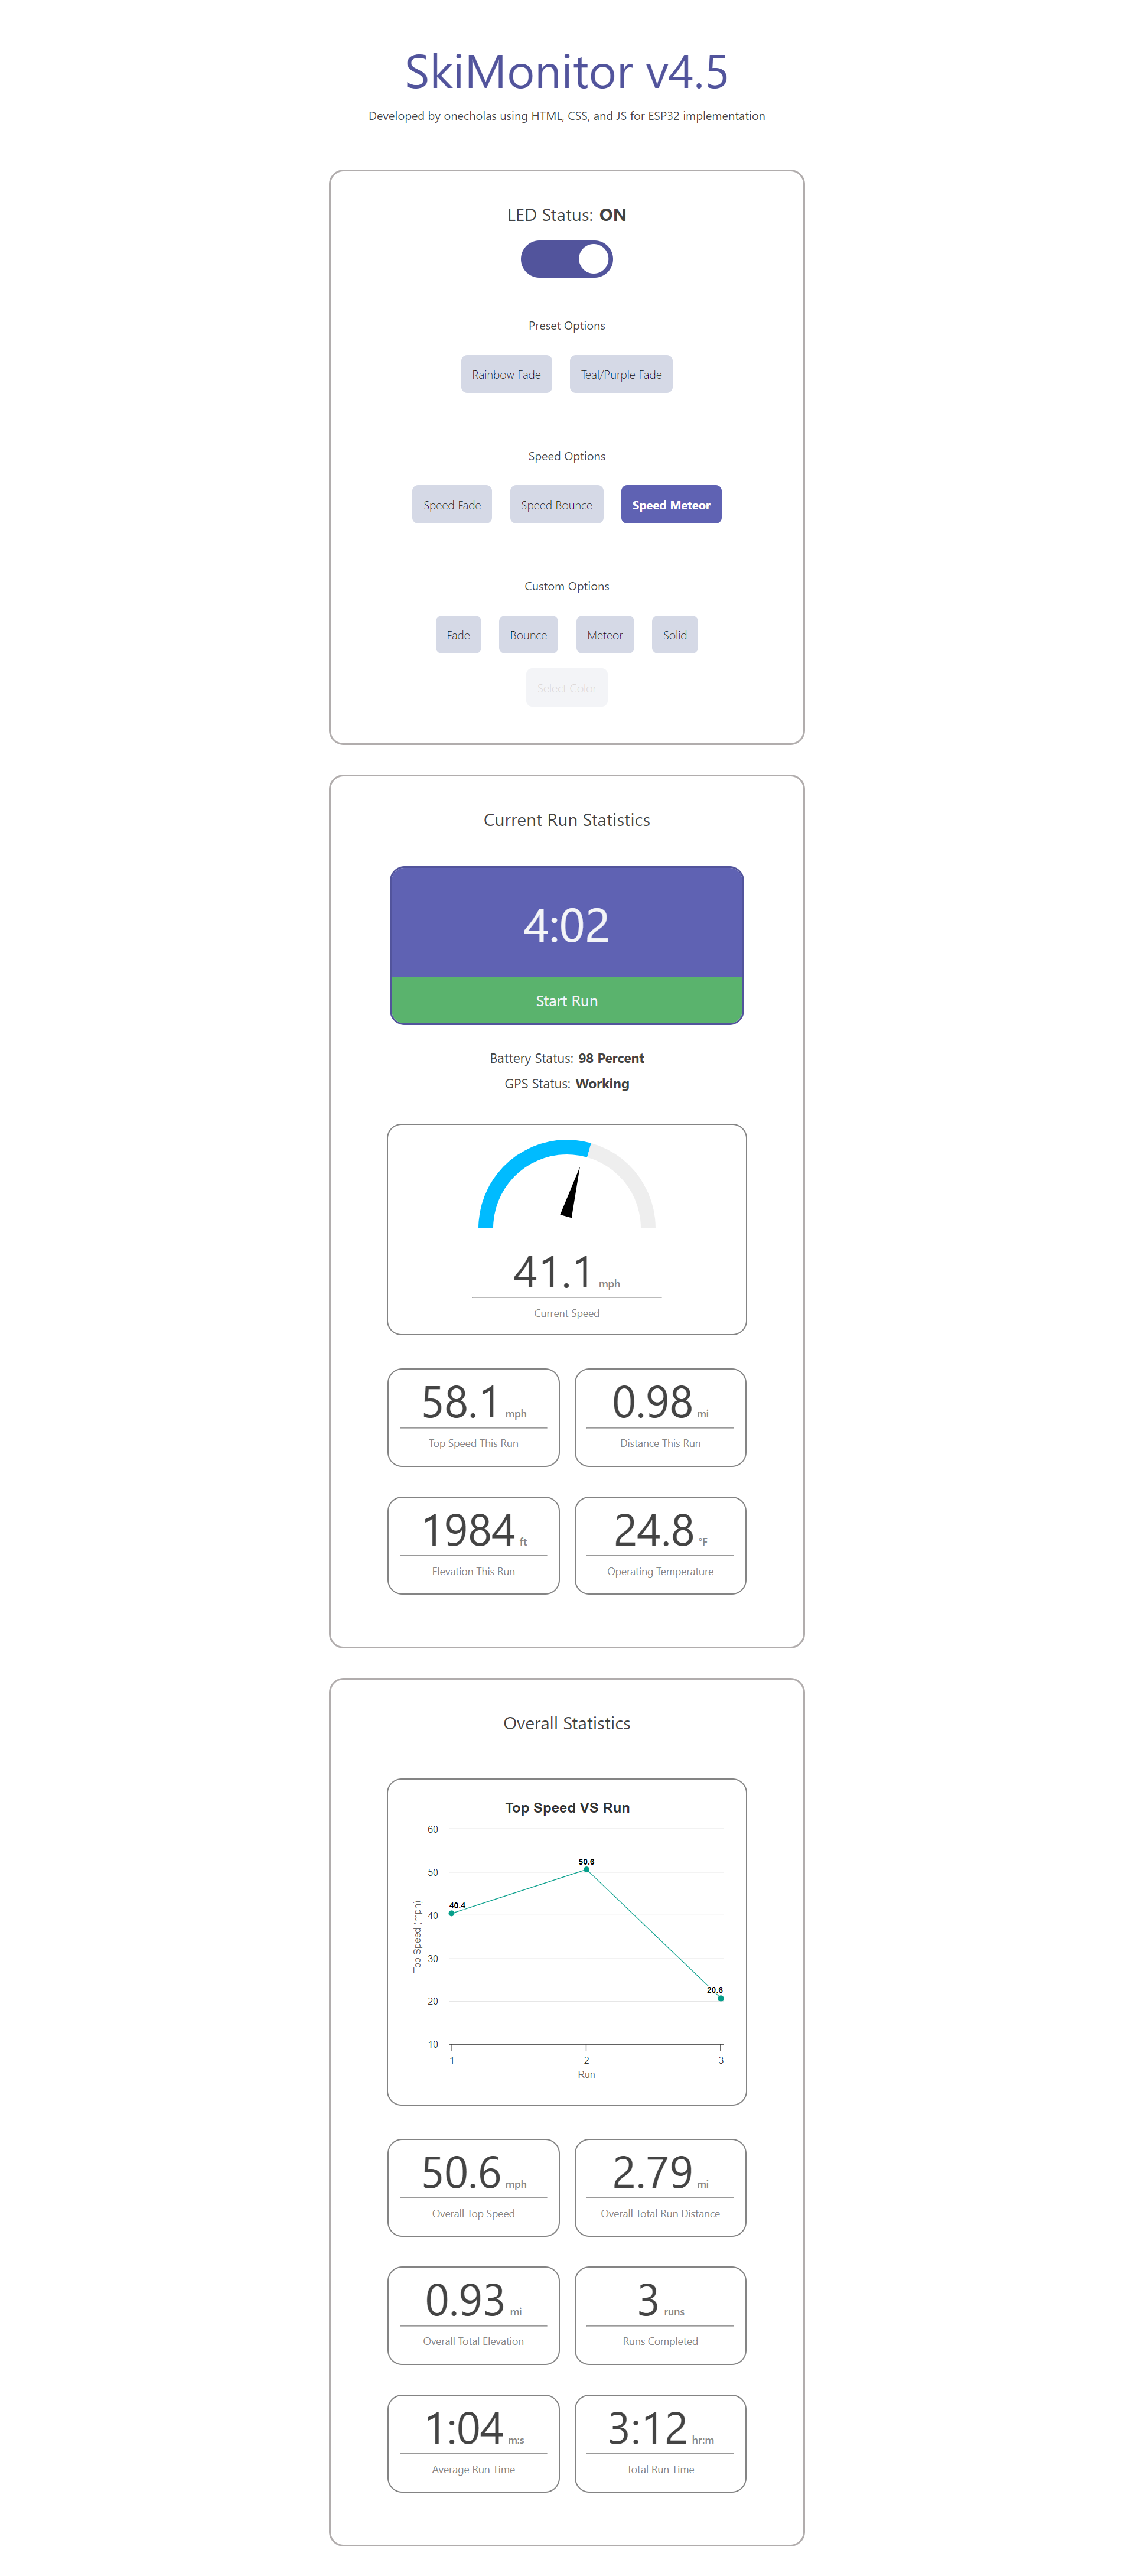 SkiMonitor v4.5
Developed by onecholas using HTML, CSS, and JS for ESP32 implementation
LED Status: ON
Preset Options
Rainbow Fade Teal/Purple Fade
Speed Options
Speed Fade Speed Bounce Speed Meteor
Custom Options
Fade Bounce Meteor Solid
Select Color
Current Run Statistics
4:02
Start Run
Battery Status: 98 Percent
GPS Status: Working
41.1 mph
Current Speed
58.1 mph 0.98 mi
Top Speed This Run Distance This Run
1984 ft 24.8 °F
Elevation This Run Operating Temperature
Overall Statistics
Top Speed VS Run
60
50.6
50
40.4
40
Top Speed (mph)
30
20.6
20
10
1 2 3
Run
50.6 mph 2.79 mi
Overall Top Speed Overall Total Run Distance
0.93 mi 3 runs
Overall Total Elevation Runs Completed
1:04 m:s 3:12 hr:m
Average Run Time Total Run Time